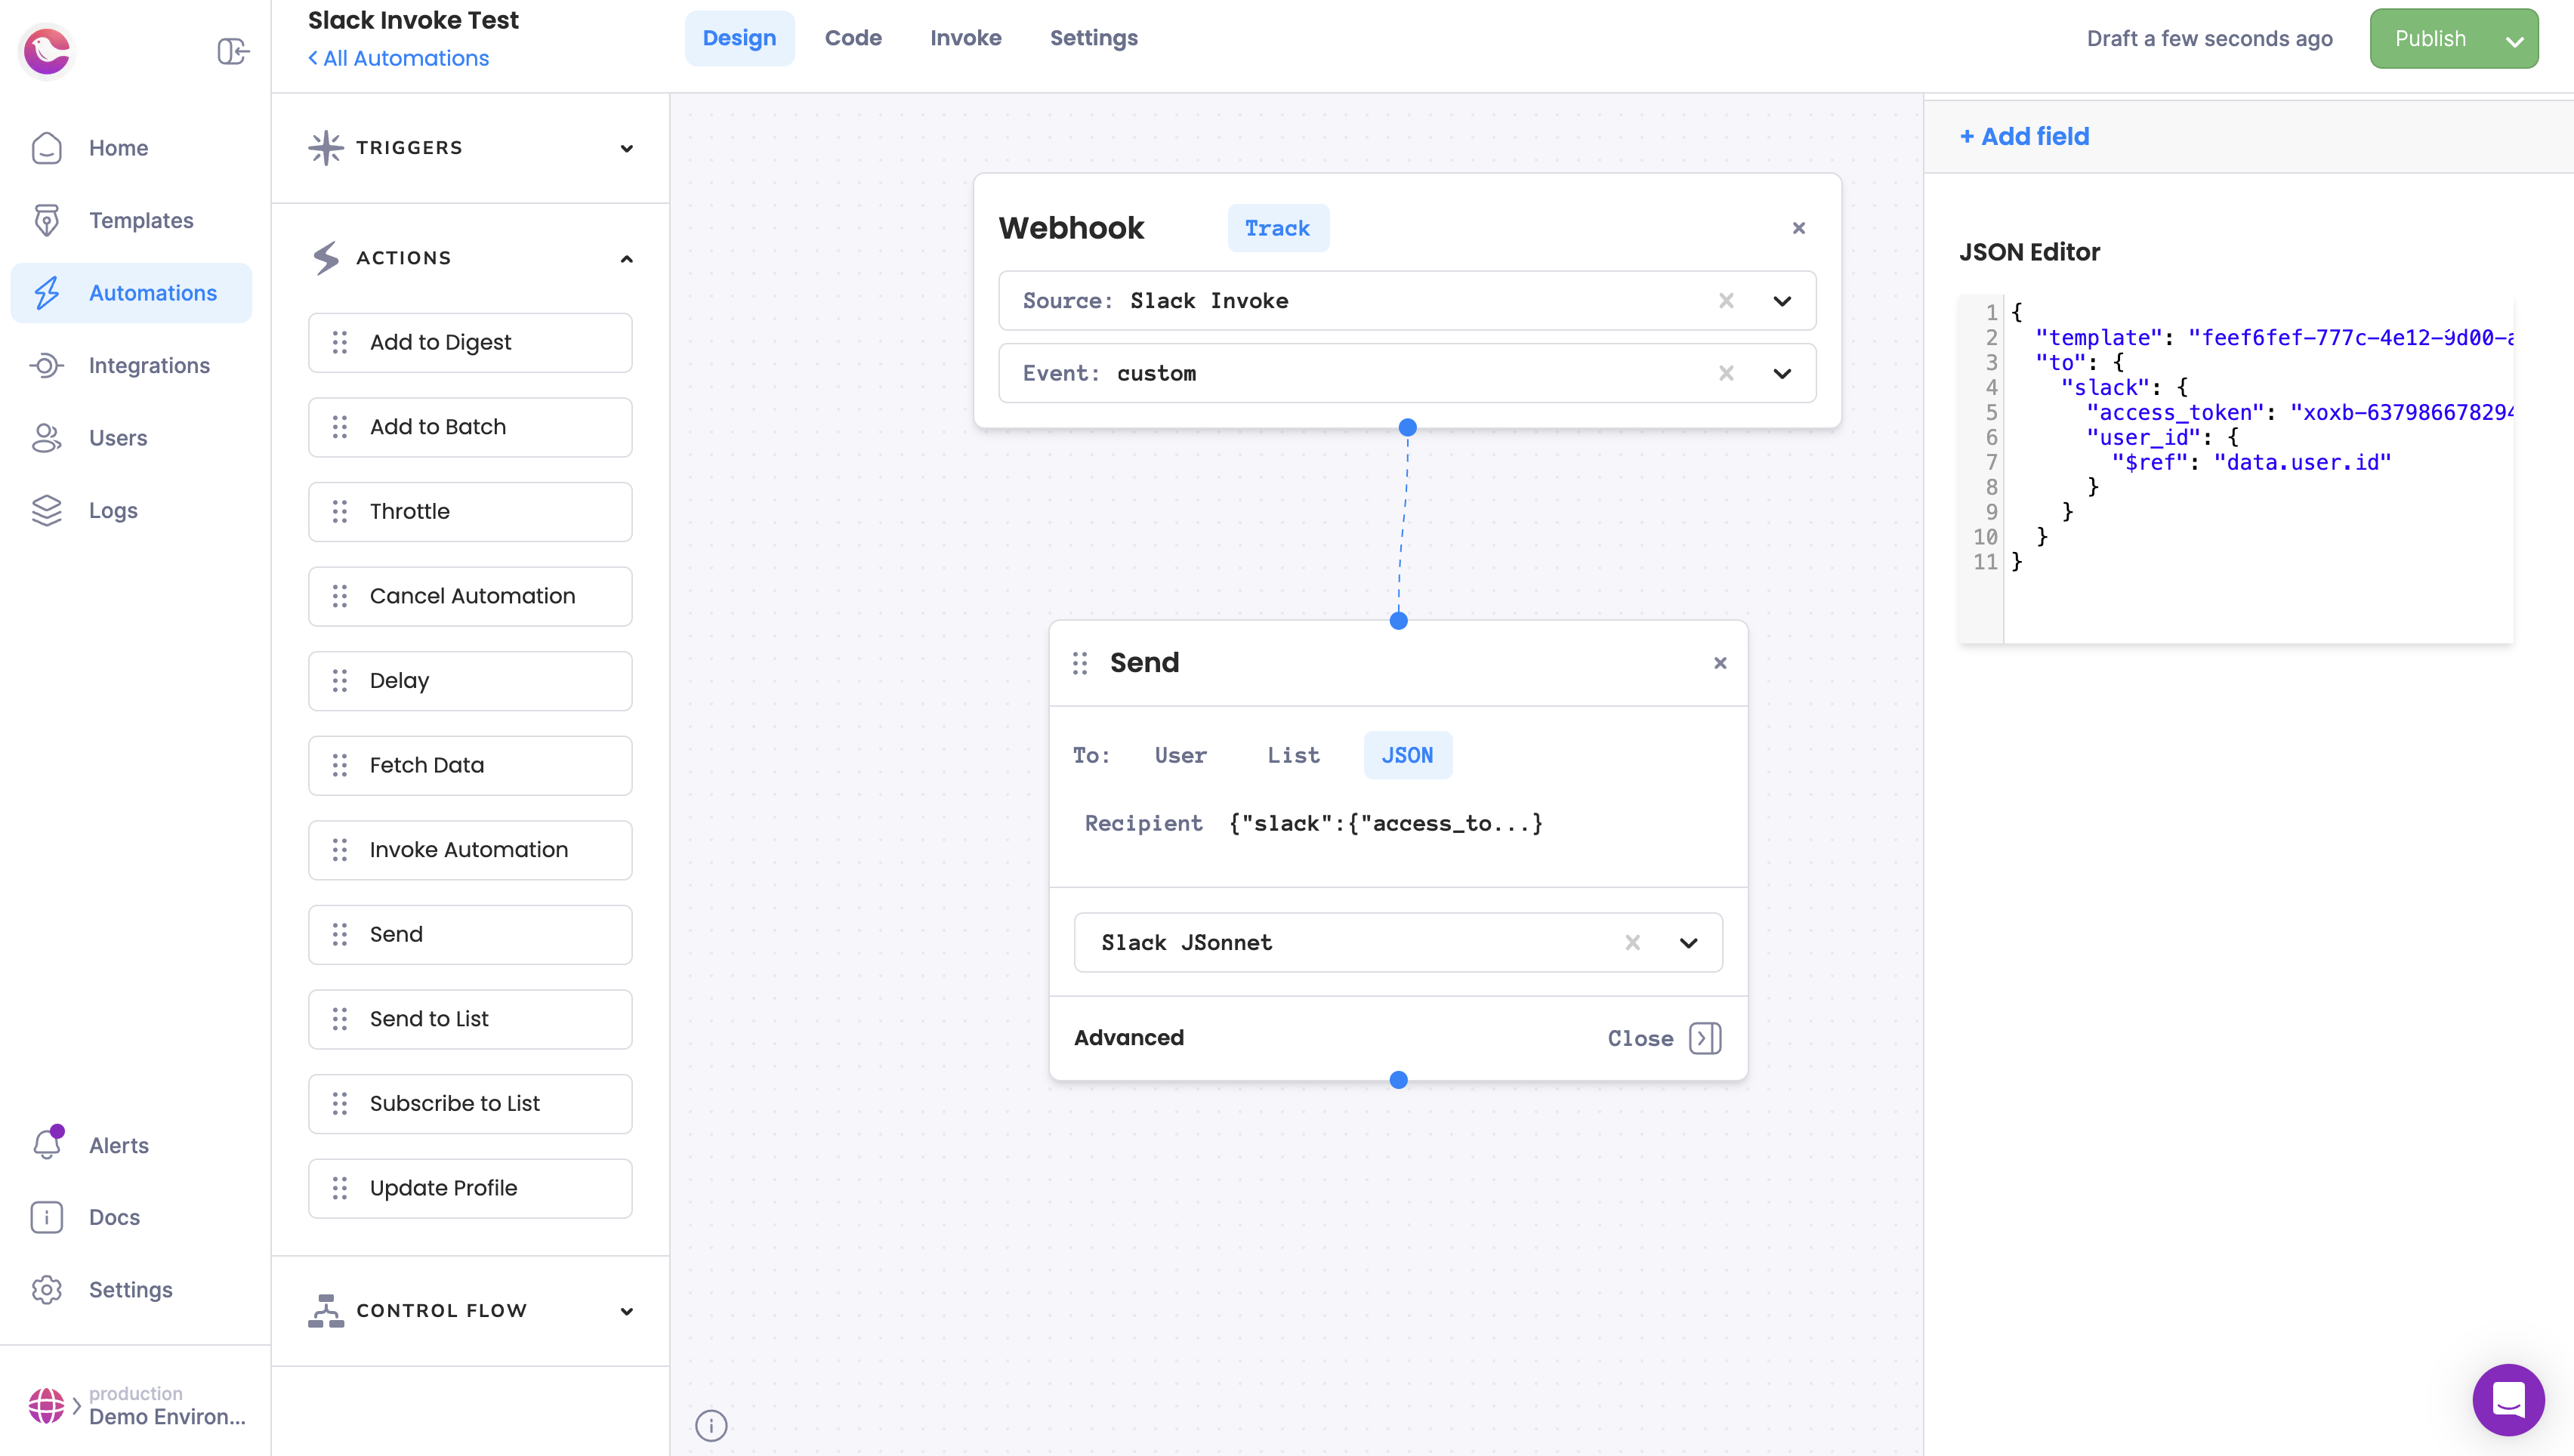 Slack Invoke Test
All Automations
Design
Code
Invoke
Settings
Draft a few seconds ago
Publish
Home
Templates
Automations
Integrations
Users
Logs
Alerts
Docs
Settings
production
Demo Environ...
TRIGGERS
ACTIONS
Add to Digest
Add to Batch
Throttle
Cancel Automation
Delay
Fetch Data
Invoke Automation
Send
Send to List
Subscribe to List
Update Profile
CONTROL FLOW
Webhook Track
Source: Slack Invoke
Event: custom
Send
To: User List JSON
Recipient {"slack":{"access_to...}
Slack JSonnet
Advanced Close
+ Add field
JSON Editor
1 {
2 "template": "feef6fef-777c-4e12-9d00-a
3 "to": {
4 "slack": {
5 "access_token": "xoxb-637986678294
6 "user_id": {
7 "$ref": "data.user.id"
8 }
9 }
10 }
11 }